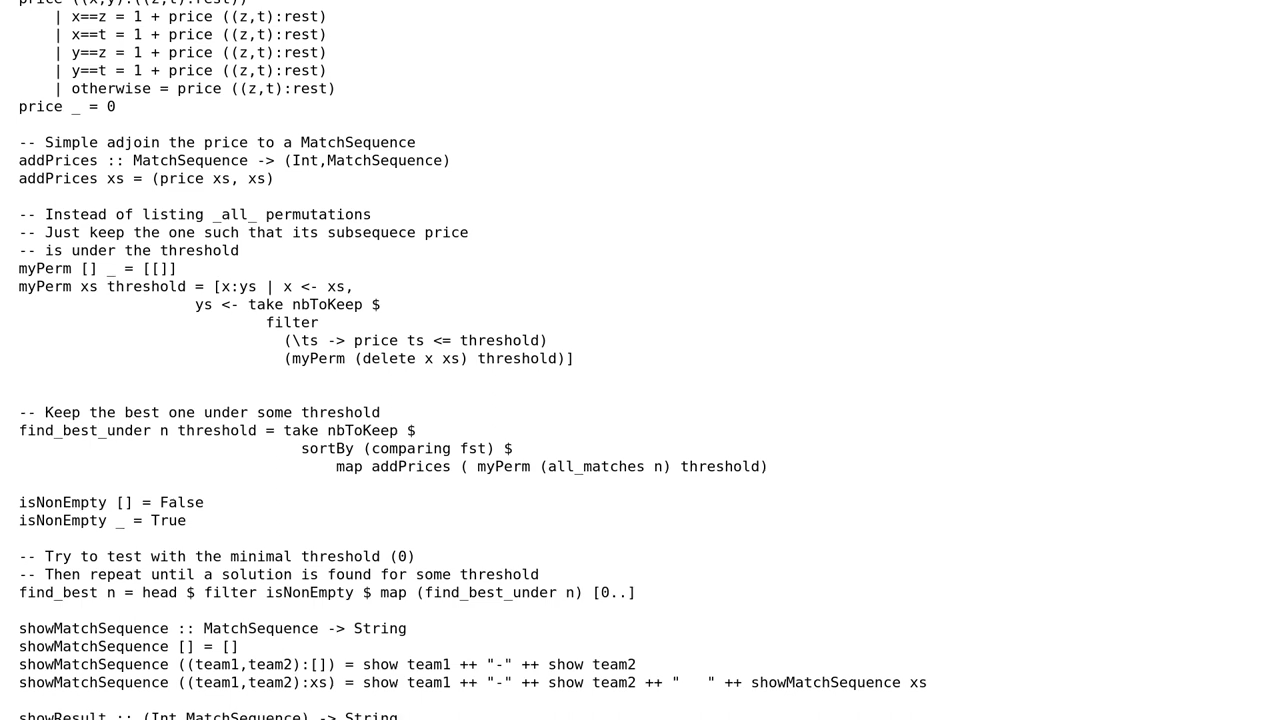 price ((x,y):((z,t):rest))
    | x==z = 1 + price ((z,t):rest)
    | x==t = 1 + price ((z,t):rest)
    | y==z = 1 + price ((z,t):rest)
    | y==t = 1 + price ((z,t):rest)
    | otherwise = price ((z,t):rest)
price _ = 0

-- Simple adjoin the price to a MatchSequence
addPrices :: MatchSequence -> (Int,MatchSequence)
addPrices xs = (price xs, xs)

-- Instead of listing _all_ permutations
-- Just keep the one such that its subsequece price
-- is under the threshold
myPerm [] _ = [[]]
myPerm xs threshold = [x:ys | x <- xs,
                    ys <- take nbToKeep $
                            filter
                              (\ts -> price ts <= threshold)
                              (myPerm (delete x xs) threshold)]

-- Keep the best one under some threshold
find_best_under n threshold = take nbToKeep $
                                sortBy (comparing fst) $
                                    map addPrices ( myPerm (all_matches n) threshold)

isNonEmpty [] = False
isNonEmpty _ = True

-- Try to test with the minimal threshold (0)
-- Then repeat until a solution is found for some threshold
find_best n = head $ filter isNonEmpty $ map (find_best_under n) [0..]

showMatchSequence :: MatchSequence -> String
showMatchSequence [] = []
showMatchSequence ((team1,team2):[]) = show team1 ++ "-" ++ show team2
showMatchSequence ((team1,team2):xs) = show team1 ++ "-" ++ show team2 ++ "   " ++ showMatchSequence xs

showResult :: (Int,MatchSequence) -> String